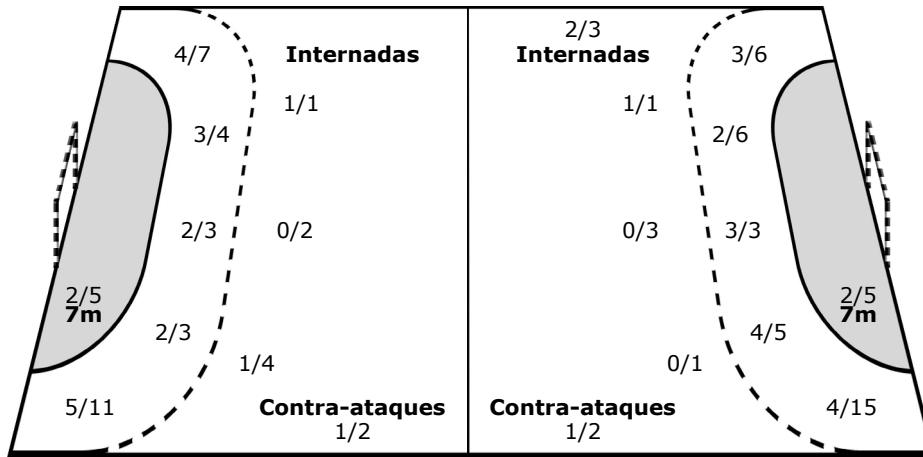 2/3
4/7 Internadas Internadas 3/6
1/1 1/1
3/4 2/6
2/3 0/2 0/3 3/3
2/5 2/5
7m 7m
2/3 4/5
1/4 0/1
5/11 Contra-ataques Contra-ataques 4/15
1/2 1/2